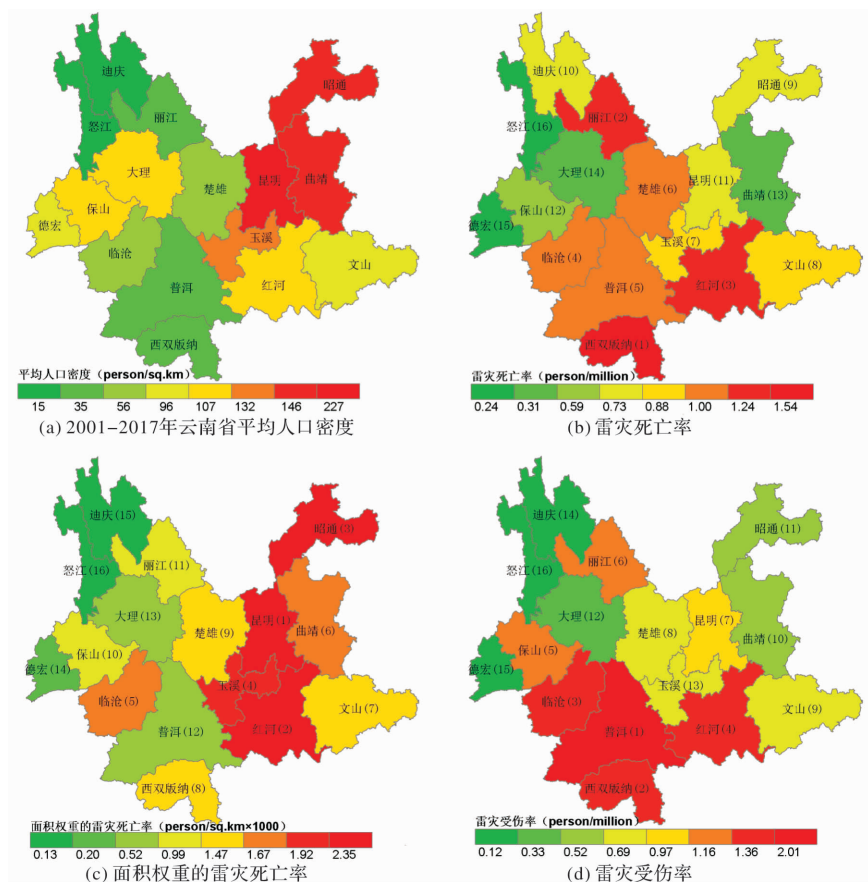 迪庆
昭通
丽江
怒江
大理
楚雄
昆明
曲靖
保山
德宏
玉溪
临沧
文山
红河
普洱
西双版纳
平均人口密度 (person/sq.km)
15 35 56 96 107 132 146 227
(a) 2001-2017年云南省平均人口密度
迪庆(10)
昭通(9)
丽江(2)
怒江(16)
大理(14)
楚雄(6)
昆明(11)
曲靖(13)
保山(12)
德宏(15)
玉溪(7)
临沧(4)
文山(8)
红河(3)
普洱(5)
西双版纳(1)
雷灾死亡率 (person/million)
0.24 0.31 0.59 0.73 0.88 1.00 1.24 1.54
(b) 雷灾死亡率
迪庆(15)
昭通(3)
丽江(11)
怒江(16)
大理(13)
楚雄(9)
昆明(1)
曲靖(6)
保山(10)
德宏(14)
玉溪(4)
临沧(5)
文山(7)
红河(2)
普洱(12)
西双版纳(8)
面积权重的雷灾死亡率 (person/sq.km×1000)
0.13 0.20 0.52 0.99 1.47 1.67 1.92 2.35
(c) 面积权重的雷灾死亡率
迪庆(14)
昭通(11)
丽江(6)
怒江(16)
大理(12)
楚雄(8)
昆明(7)
曲靖(10)
保山(5)
德宏(15)
玉溪(13)
临沧(3)
文山(9)
红河(4)
普洱(1)
西双版纳(2)
雷灾受伤率 (person/million)
0.12 0.33 0.52 0.69 0.97 1.16 1.36 2.01
(d) 雷灾受伤率